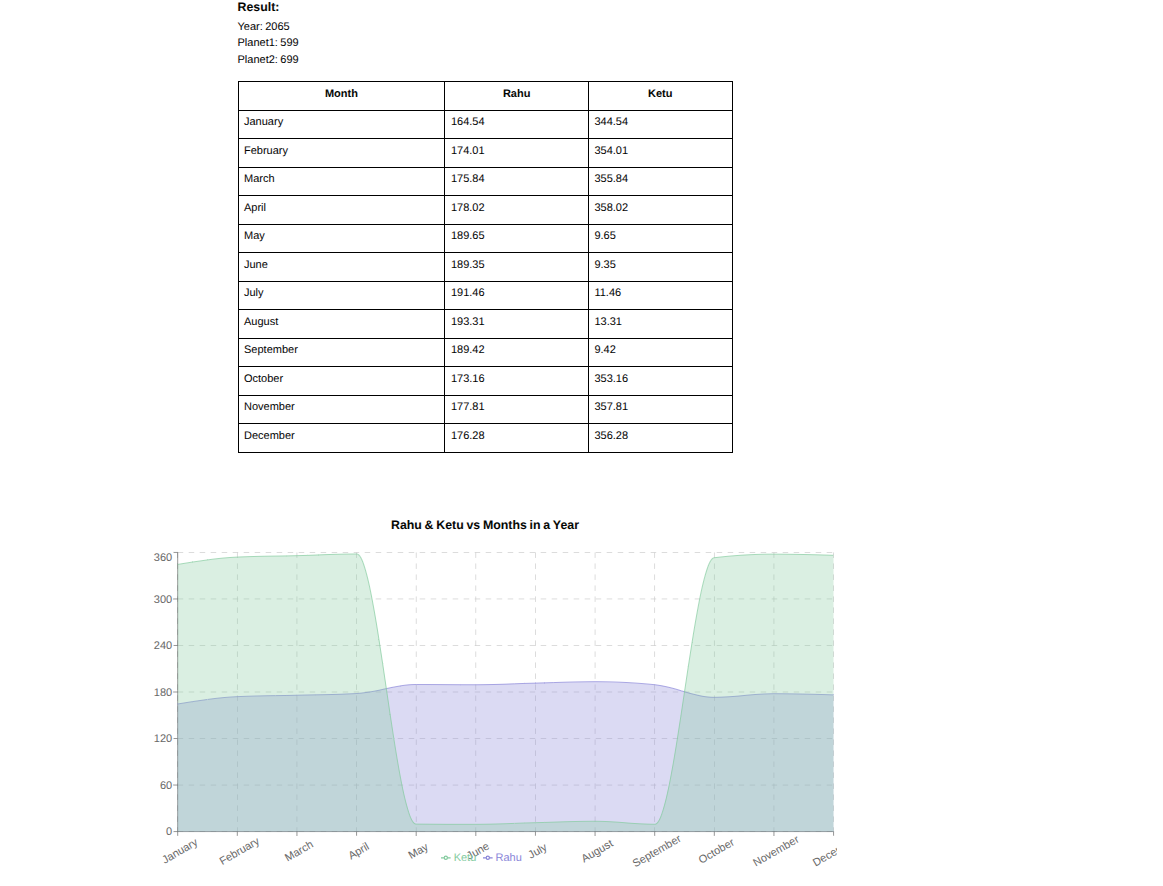 Result:
Year: 2065
Planet1: 599
Planet2: 699
Month Rahu Ketu
January 164.54 344.54
February 174.01 354.01
March 175.84 355.84
April 178.02 358.02
May 189.65 9.65
June 189.35 9.35
July 191.46 11.46
August 193.31 13.31
September 189.42 9.42
October 173.16 353.16
November 177.81 357.81
December 176.28 356.28
Rahu & Ketu vs Months in a Year
360
300
240
180
120
60
0
January February March April May June July August September October November Dece
Ketu Rahu